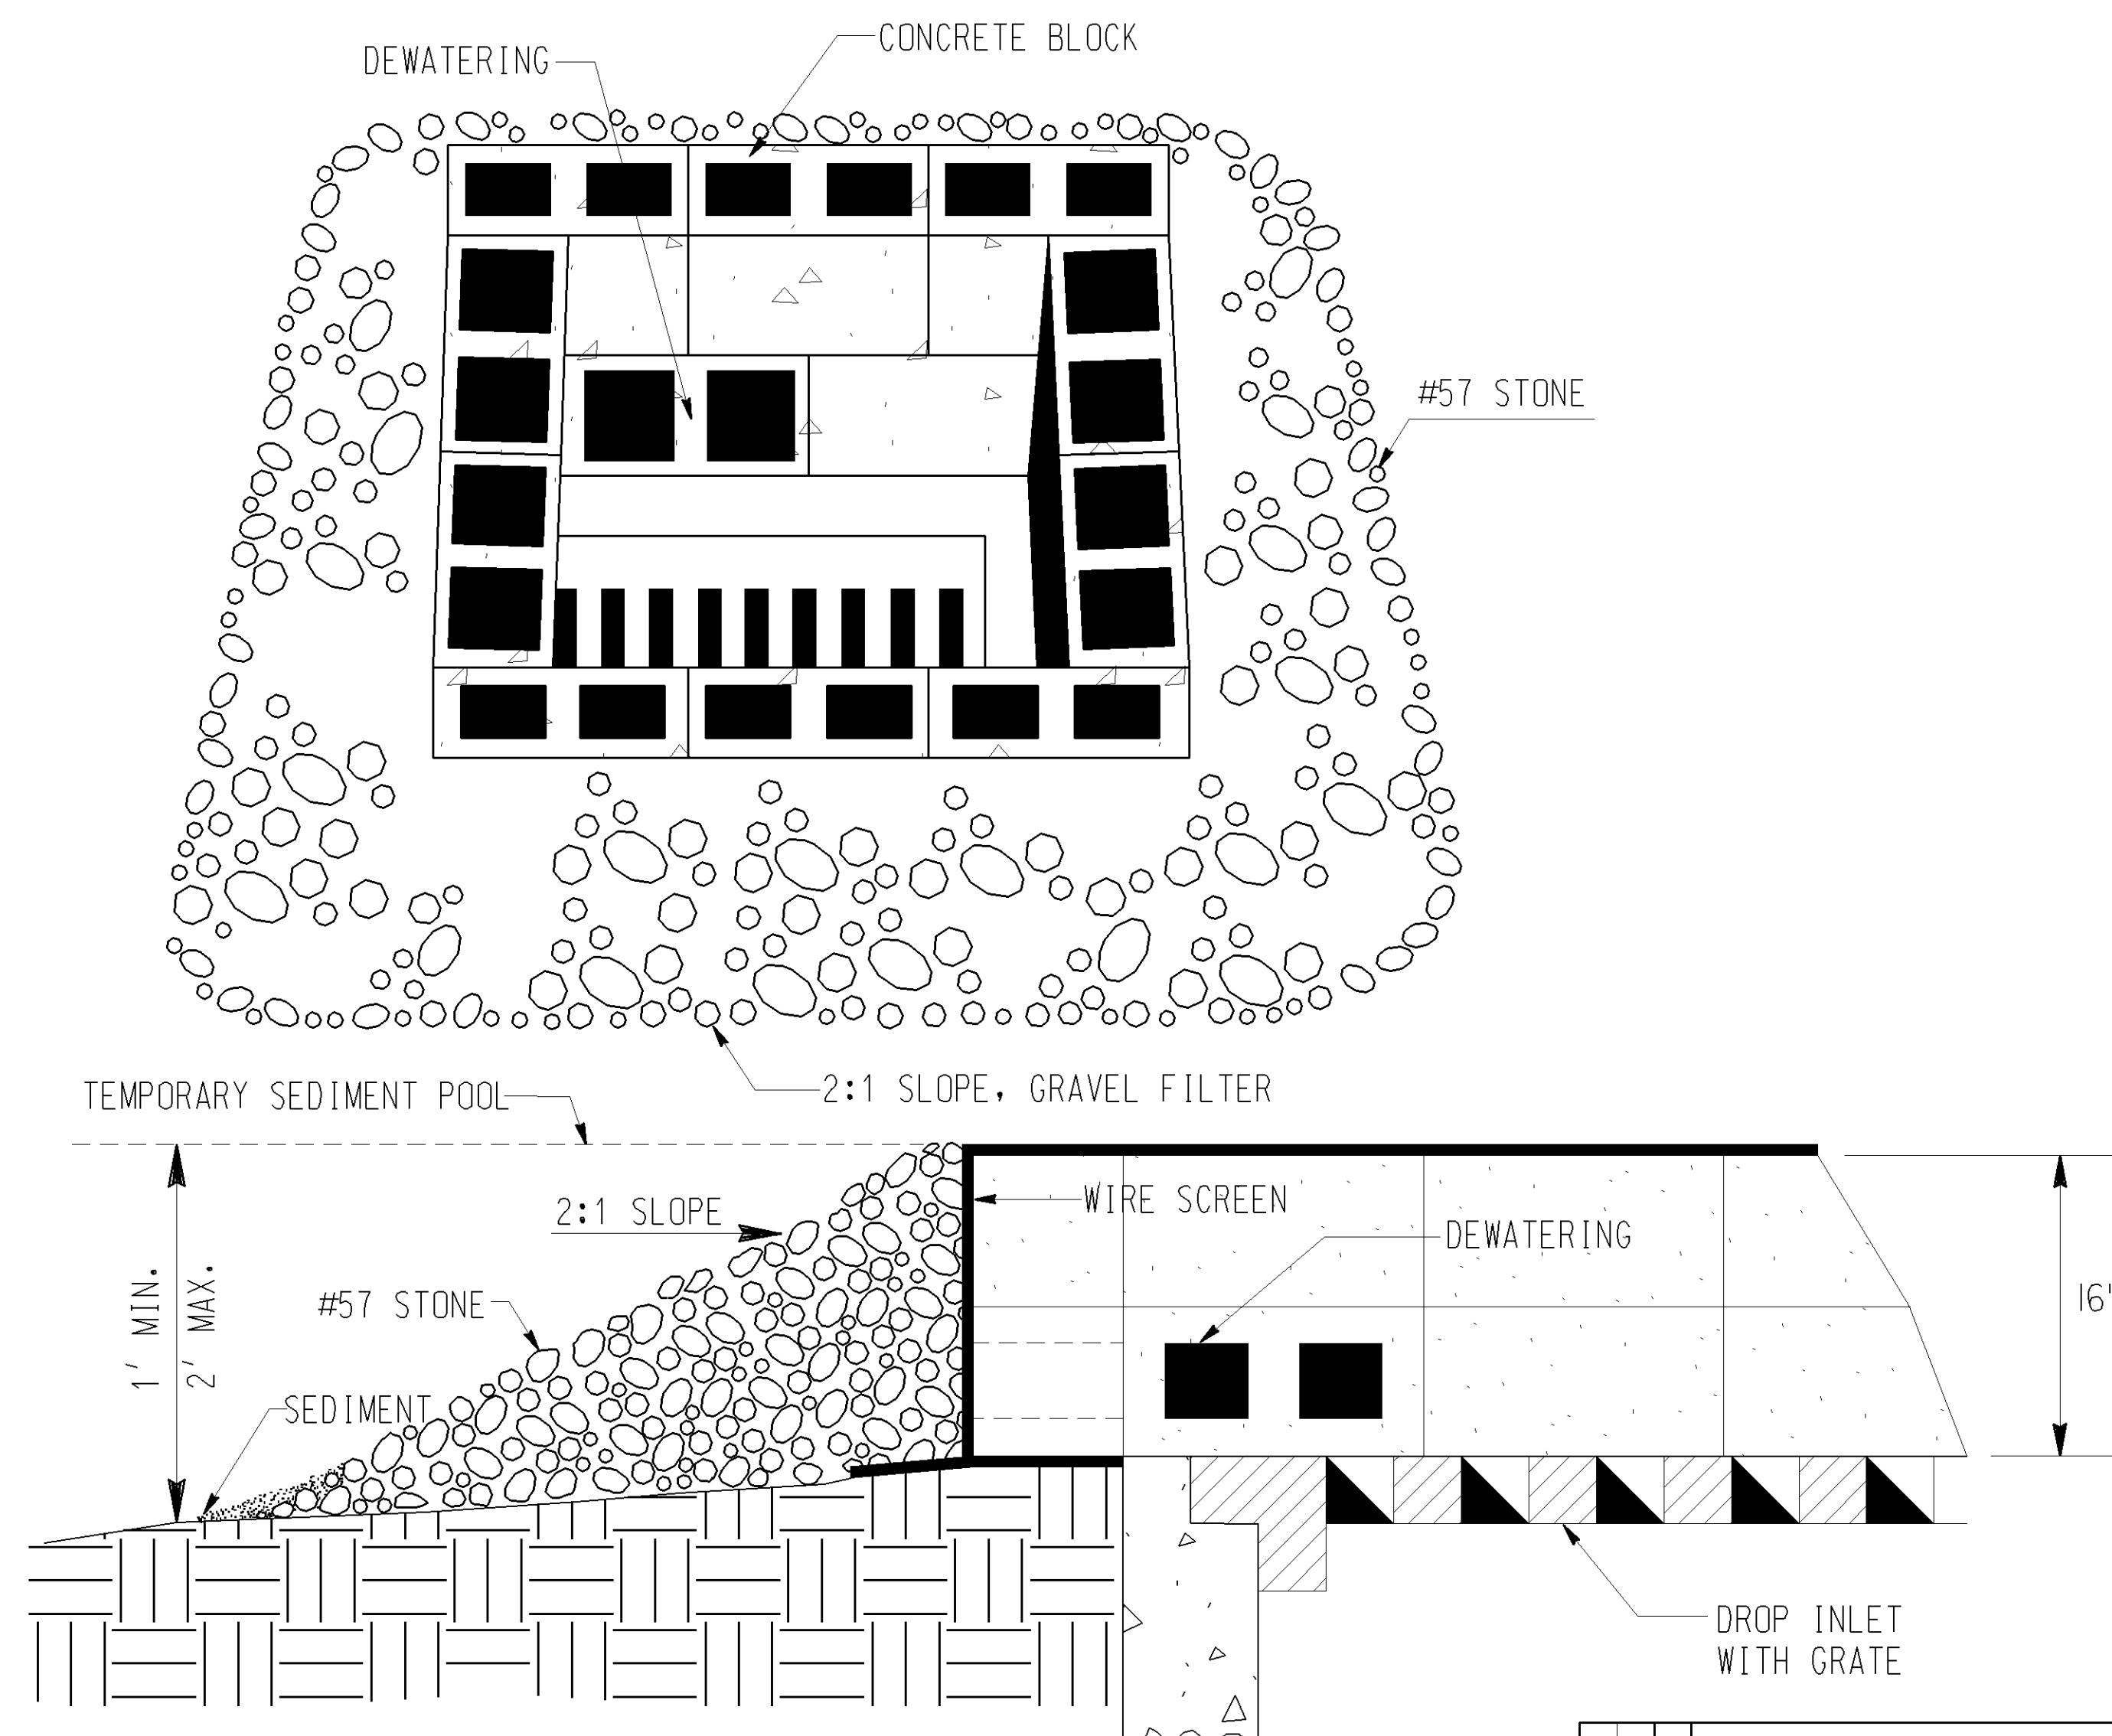 CONCRETE BLOCK
DEWATERING
#57 STONE
2:1 SLOPE, GRAVEL FILTER
TEMPORARY SEDIMENT POOL
2:1 SLOPE
WIRE SCREEN
DEWATERING
1' MIN.
2' MAX.
#57 STONE
16"
SEDIMENT
DROP INLET
WITH GRATE